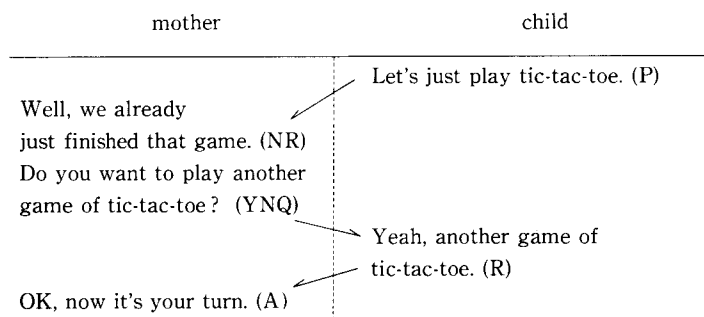 mother child
Let's just play tic-tac-toe. (P)
Well, we already
just finished that game. (NR)
Do you want to play another
game of tic-tac-toe? (YNQ)
Yeah, another game of
tic-tac-toe. (R)
OK, now it's your turn. (A)